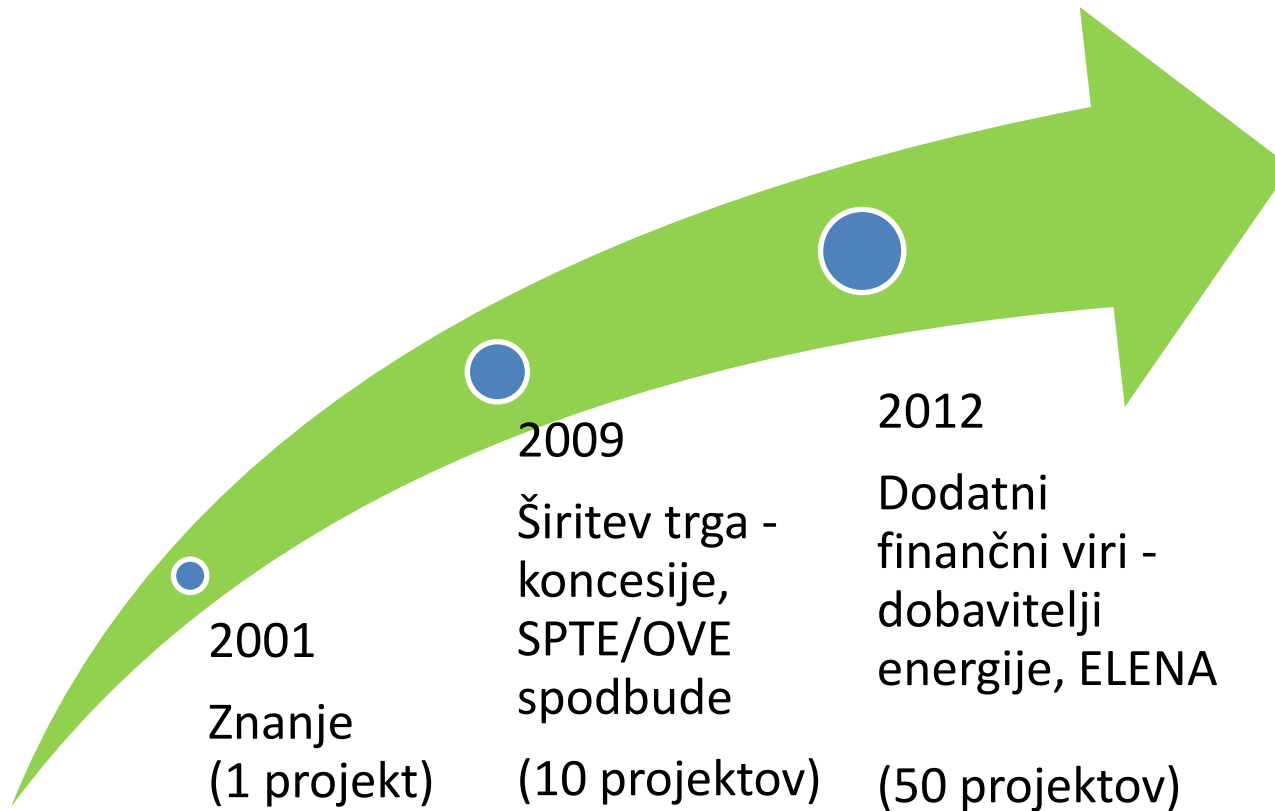 2001
Znanje
(1 projekt)
2009
Širitev trga -
koncesije,
SPTE/OVE
spodbude
(10 projektov)
2012
Dodatni
finančni viri -
dobavitelji
energije, ELENA
(50 projektov)